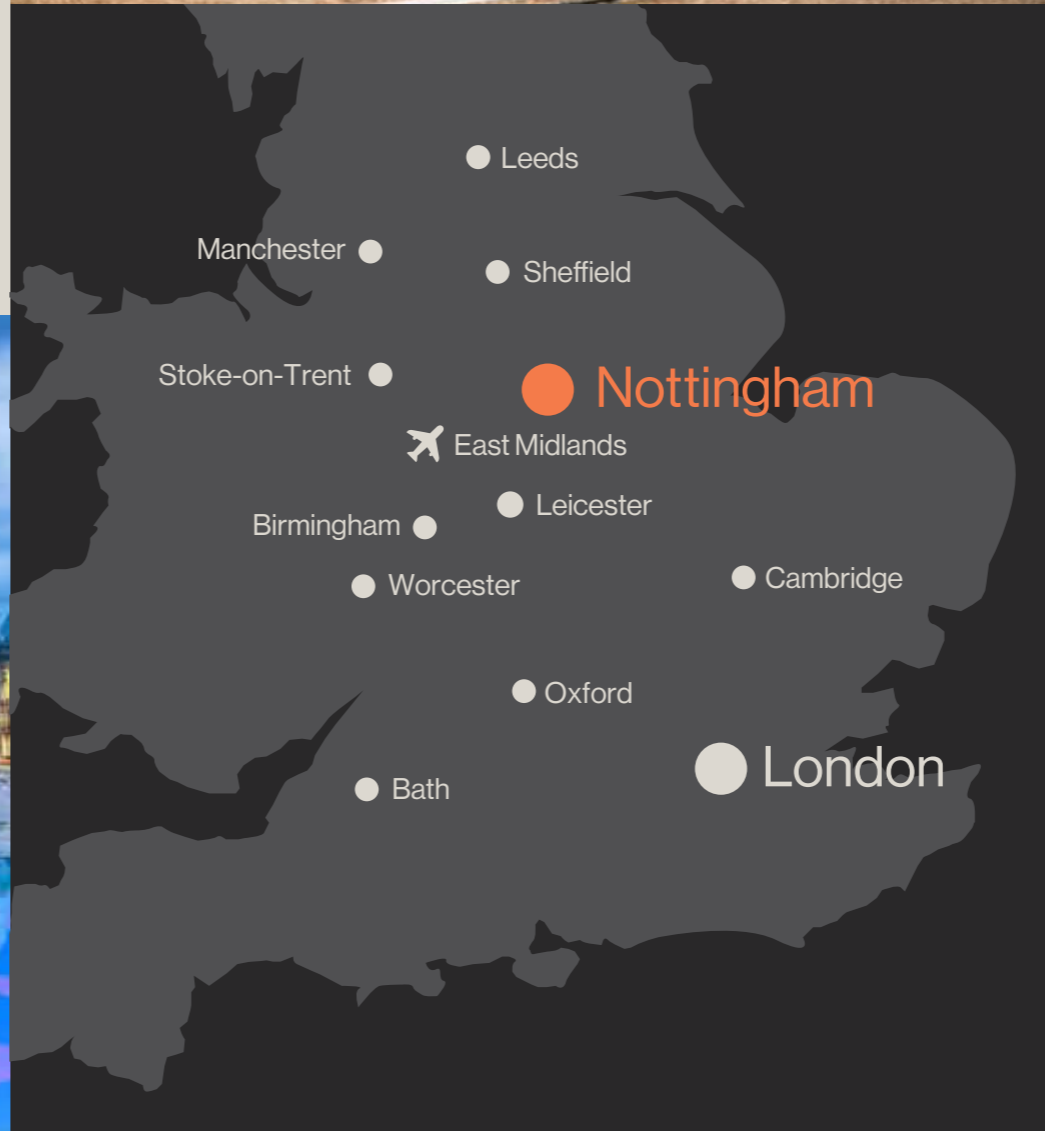 Leeds
Manchester
Sheffield
Stoke-on-Trent
Nottingham
East Midlands
Leicester
Birmingham
Worcester
Cambridge
Oxford
London
Bath